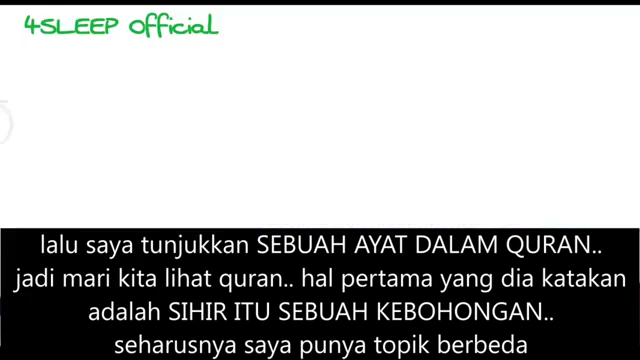 4SLEEP Official
lalu saya tunjukkan SEBUAH AYAT DALAM QURAN..
jadi mari kita lihat quran.. hal pertama yang dia katakan
adalah SIHIR ITU SEBUAH KEBOHONGAN..
seharusnya saya punya topik berbeda